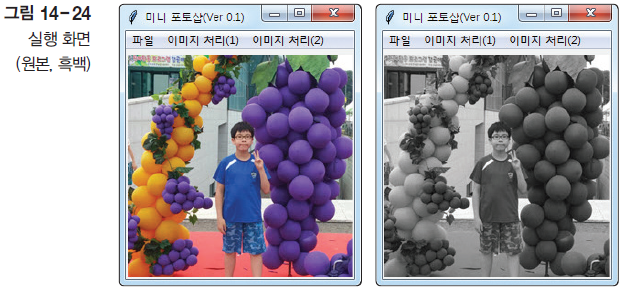 그림 14-24
실행 화면
(원본, 흑백)
미니 포토샵(Ver 0.1)
파일 이미지 처리(1) 이미지 처리(2)
미니 포토샵(Ver 0.1)
파일 이미지 처리(1) 이미지 처리(2)